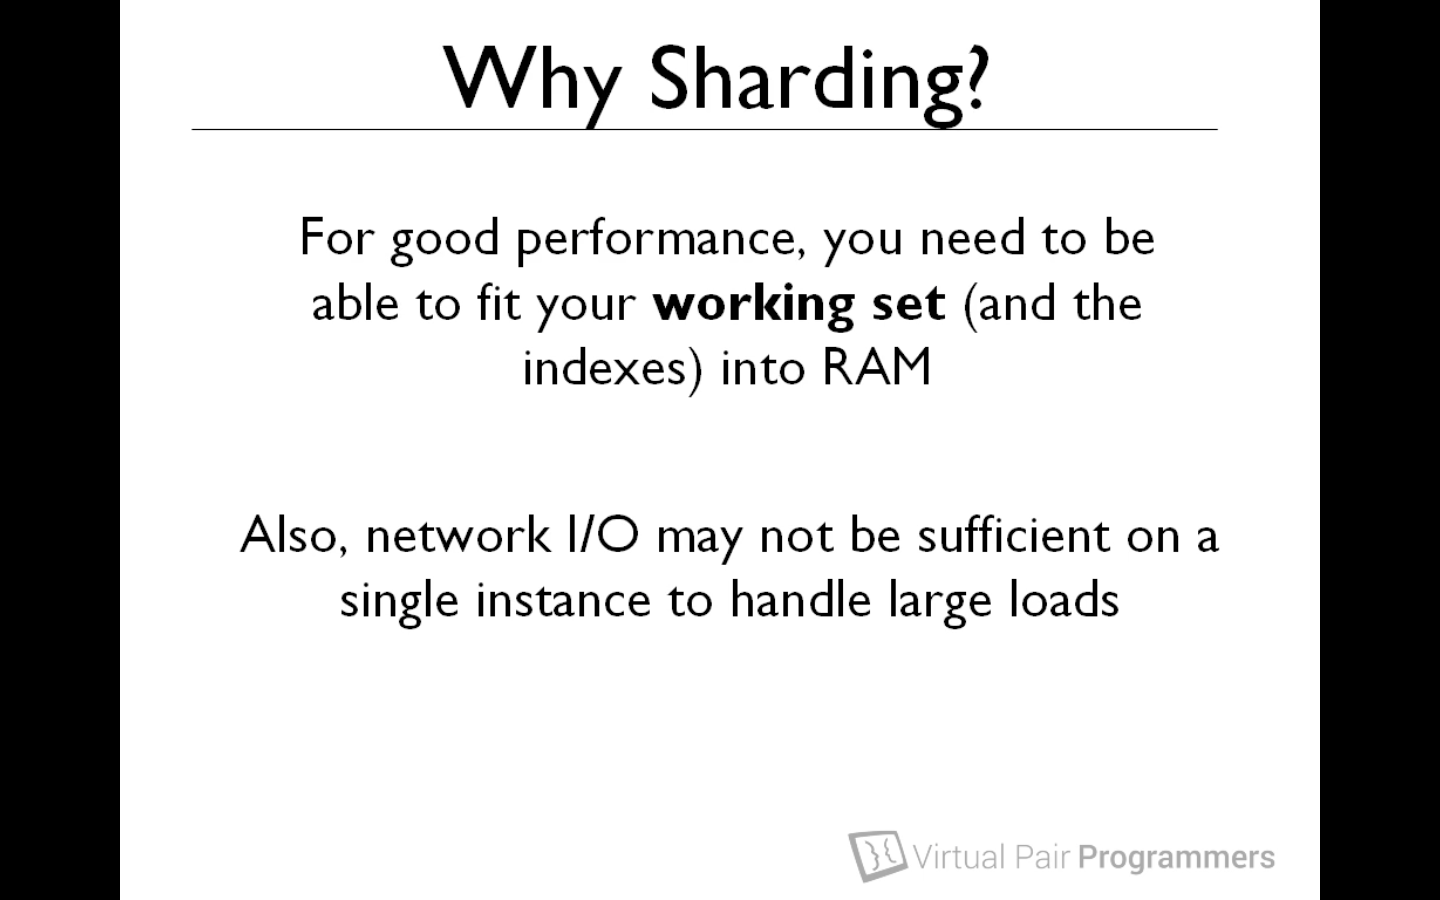 Why Sharding?
For good performance, you need to be
able to fit your working set (and the
indexes) into RAM
Also, network I/O may not be sufficient on a
single instance to handle large loads
Virtual Pair Programmers